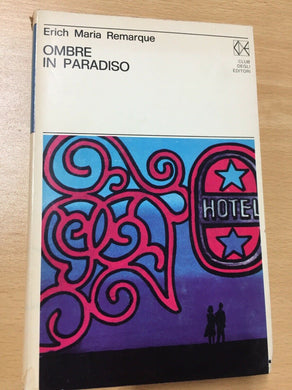 Erich Maria Remarque
OMBRE
IN PARADISO
CLUB
DEGLI
EDITORI
HOTEL